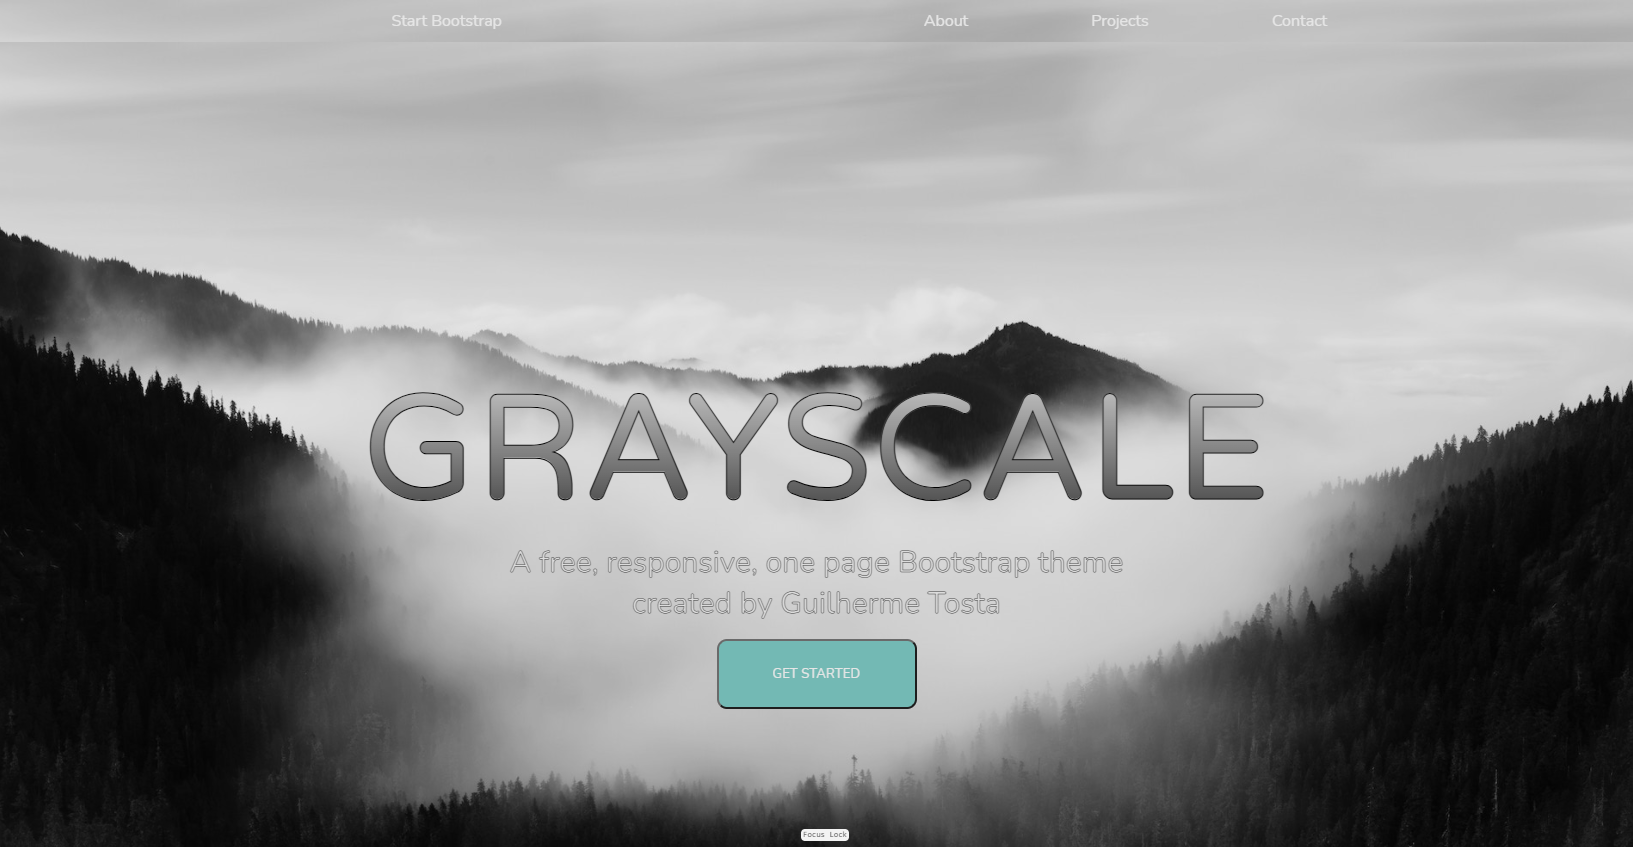 Start Bootstrap About Projects Contact
GRAYSCALE
A free, responsive, one page Bootstrap theme
created by Guilherme Tosta
GET STARTED
Focus Lock